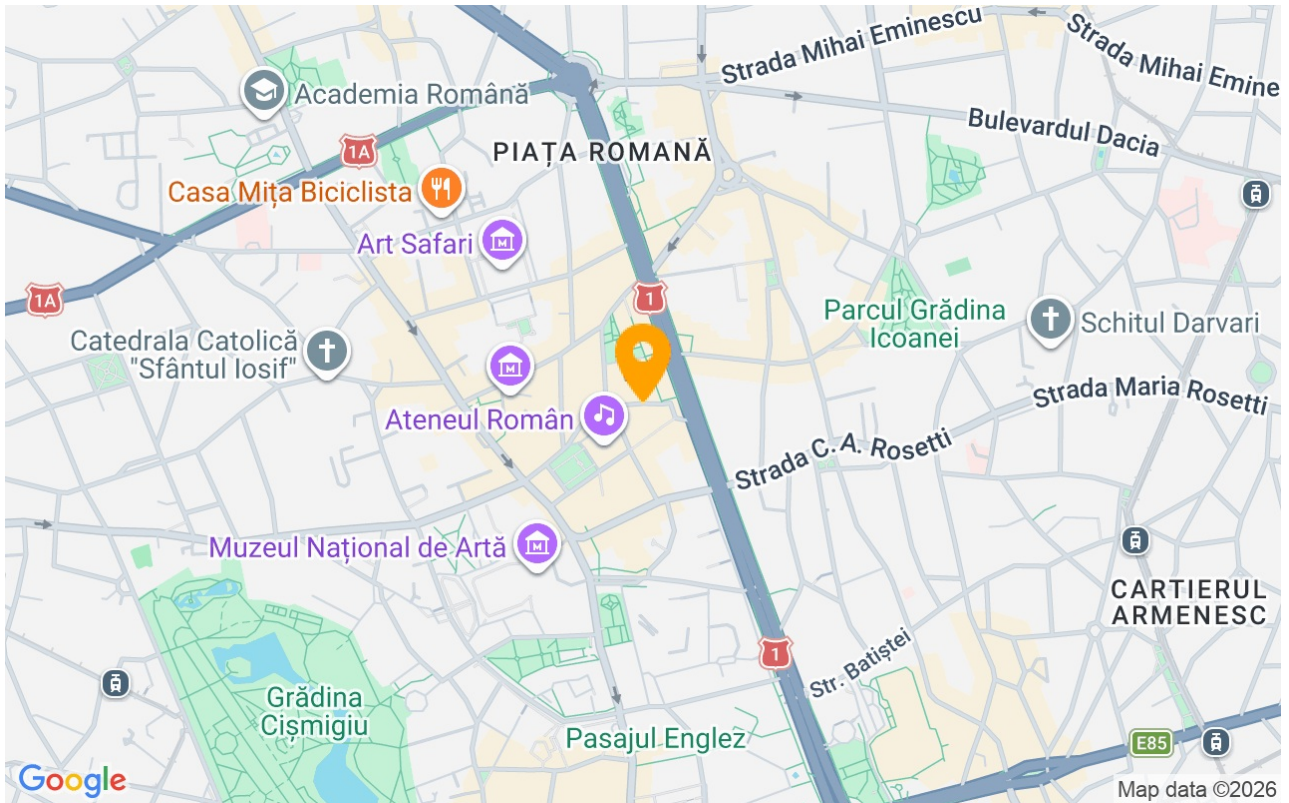 Strada Mihai Eminescu
Strada Mihai Emine
Academia Română
Bulevardul Dacia
1A
PIAȚA ROMANĂ
Casa Mița Biciclista
Art Safari
1A
1
Parcul Grădina
Icoanei
Schitul Darvari
Catedrala Catolică
"Sfântul Iosif"
Strada Maria Rosetti
Ateneul Român
Strada C. A. Rosetti
Muzeul Național de Artă
CARTIERUL
ARMENESC
1
Str. Batiștei
Grădina
Cișmigiu
Pasajul Englez
E85
Google
Map data ©2026